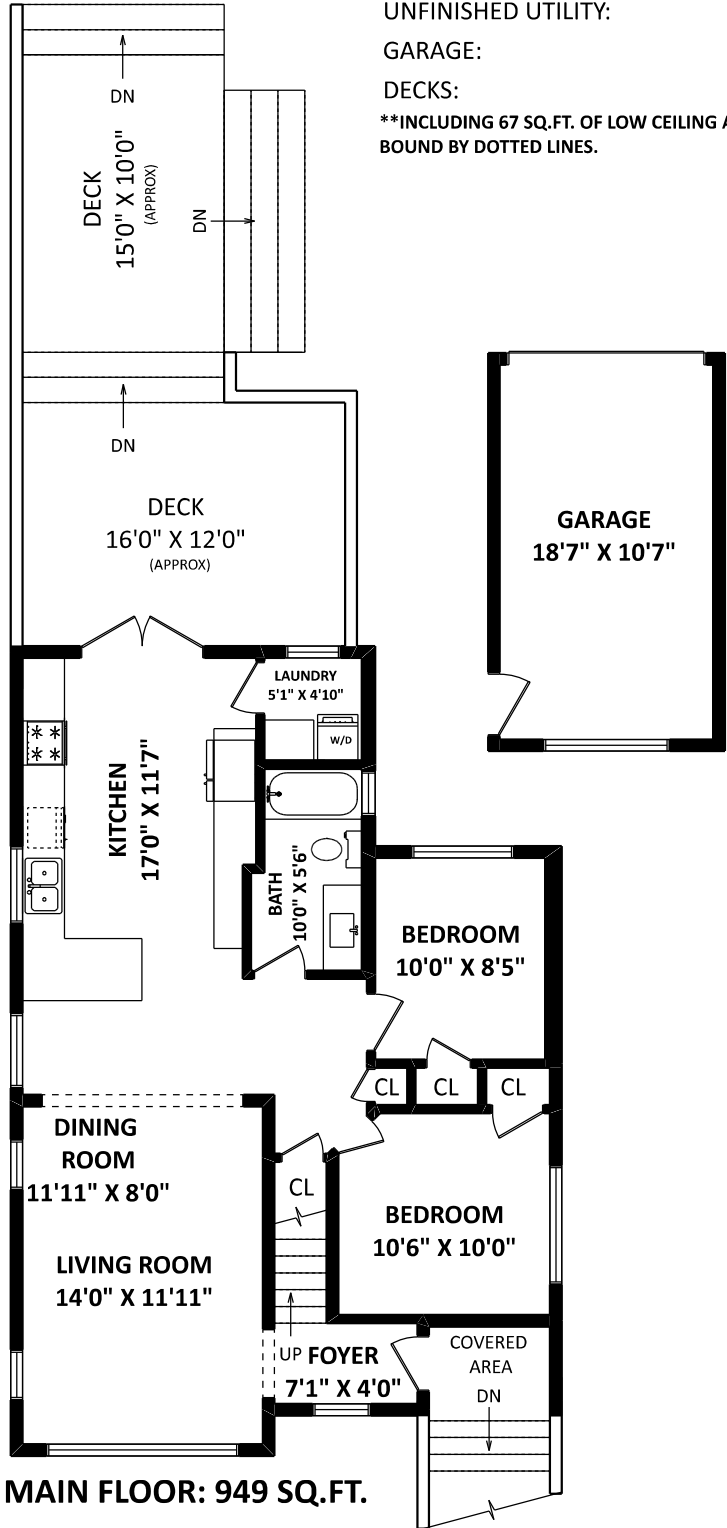 UNFINISHED UTILITY:
GARAGE:
DECKS:
**INCLUDING 67 SQ.FT. OF LOW CEILING A
BOUND BY DOTTED LINES.
DN
DECK
15'0" X 10'0"
(APPROX)
DN
DN
DECK
16'0" X 12'0"
(APPROX)
GARAGE
18'7" X 10'7"
LAUNDRY
5'1" X 4'10"
W/D
KITCHEN
17'0" X 11'7"
BATH
10'0" X 5'6"
BEDROOM
10'0" X 8'5"
CL
CL
CL
DINING
ROOM
11'11" X 8'0"
CL
BEDROOM
10'6" X 10'0"
LIVING ROOM
14'0" X 11'11"
UP
FOYER
7'1" X 4'0"
COVERED
AREA
DN
MAIN FLOOR: 949 SQ.FT.